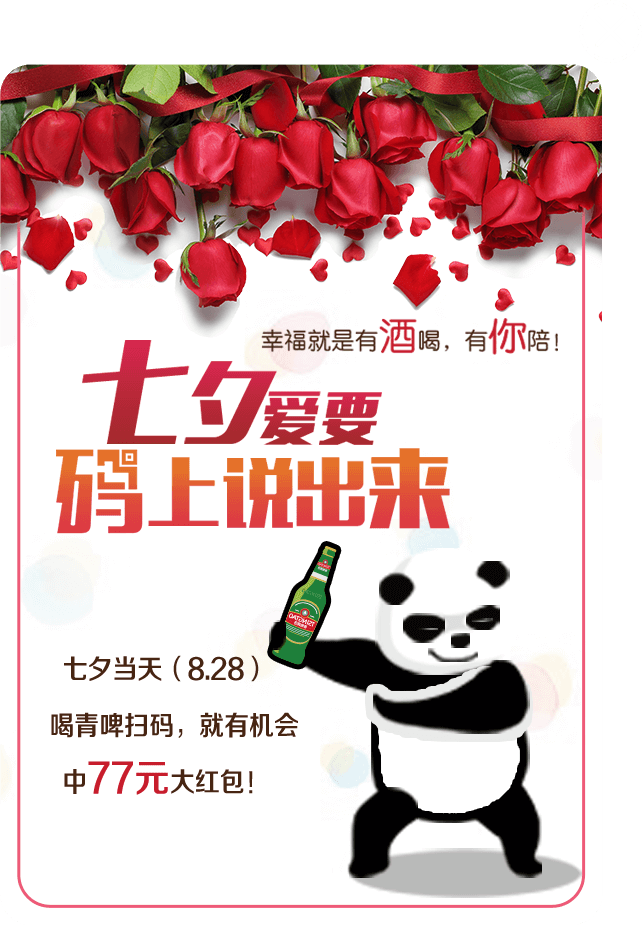 幸福就是有酒喝，有你陪！
七夕爱要
码上说出来
TSINGTAO
七夕当天（8.28）
喝青啤扫码，就有机会
中77元大红包！